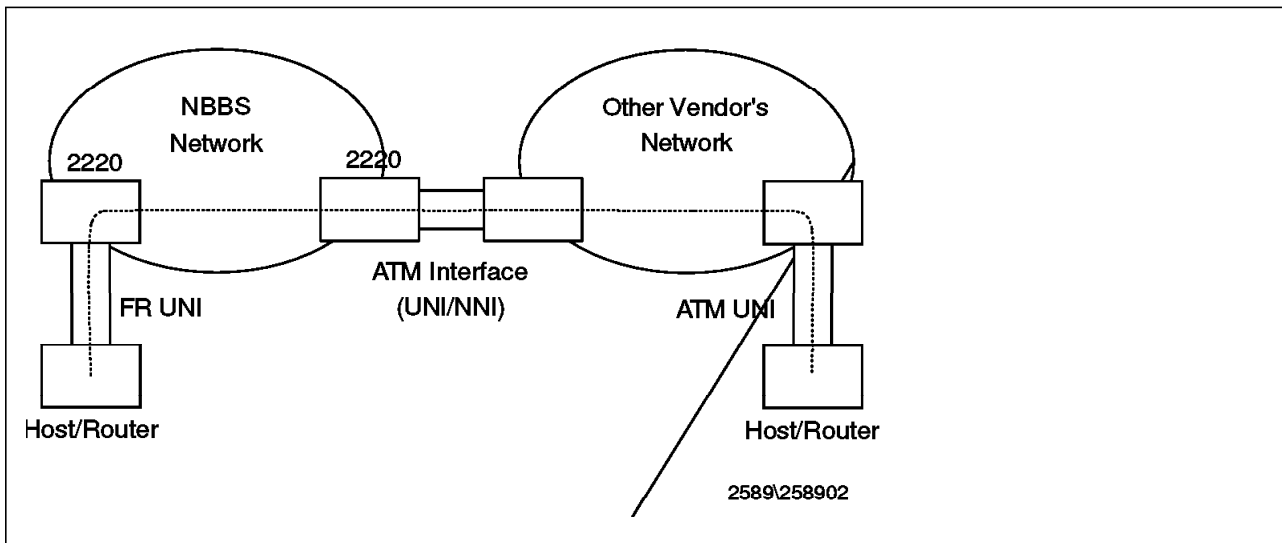 NBBS
Network
Other Vendor's
Network
2220
2220
ATM Interface
(UNI/NNI)
FR UNI
ATM UNI
Host/Router
Host/Router
2589\258902